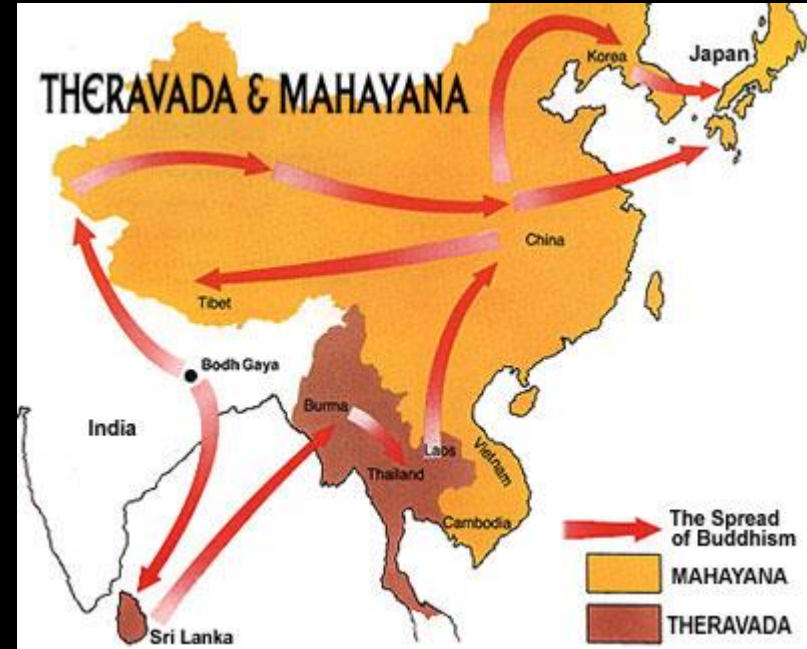 THERAVADA & MAHAYANA
Korea
Japan
China
Tibet
Bodh Gaya
India
Burma
Laos
Thailand
Vietnam
Cambodia
Sri Lanka
The Spread
of Buddhism
MAHAYANA
THERAVADA